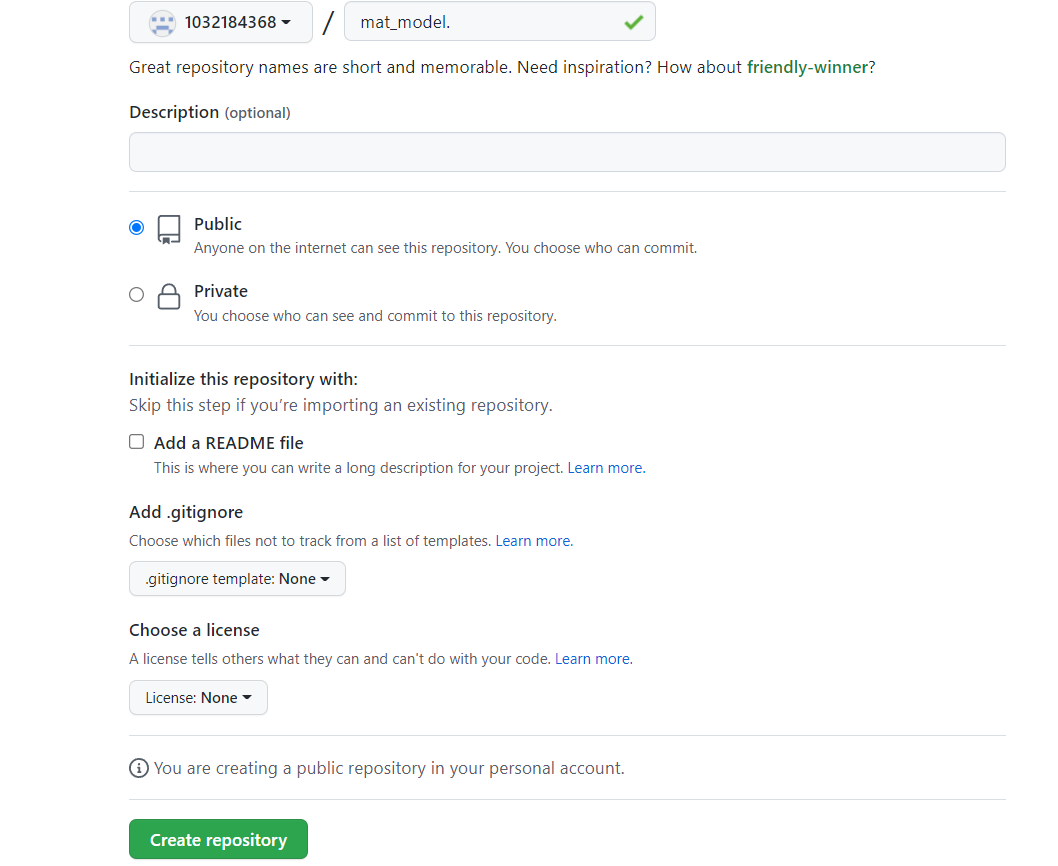 1032184368 / mat_model.
Great repository names are short and memorable. Need inspiration? How about friendly-winner?
Description (optional)
Public
Anyone on the internet can see this repository. You choose who can commit.
Private
You choose who can see and commit to this repository.
Initialize this repository with:
Skip this step if you’re importing an existing repository.
Add a README file
This is where you can write a long description for your project. Learn more.
Add .gitignore
Choose which files not to track from a list of templates. Learn more.
.gitignore template: None
Choose a license
A license tells others what they can and can't do with your code. Learn more.
License: None
You are creating a public repository in your personal account.
Create repository